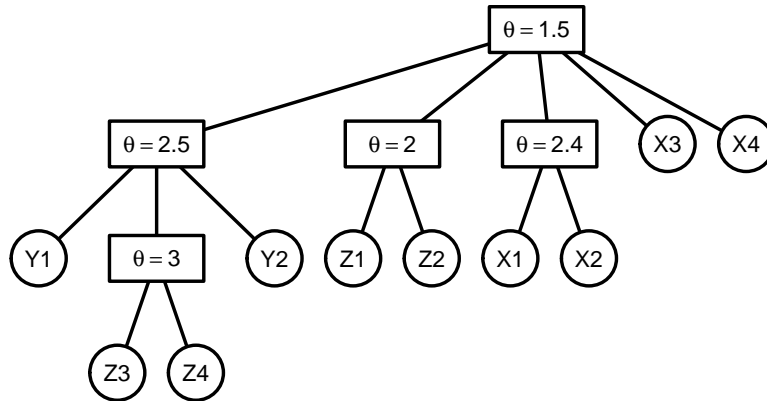 θ = 1.5
θ = 2.5
θ = 2
θ = 2.4
X3
X4
Y1
θ = 3
Y2
Z1
Z2
X1
X2
Z3
Z4